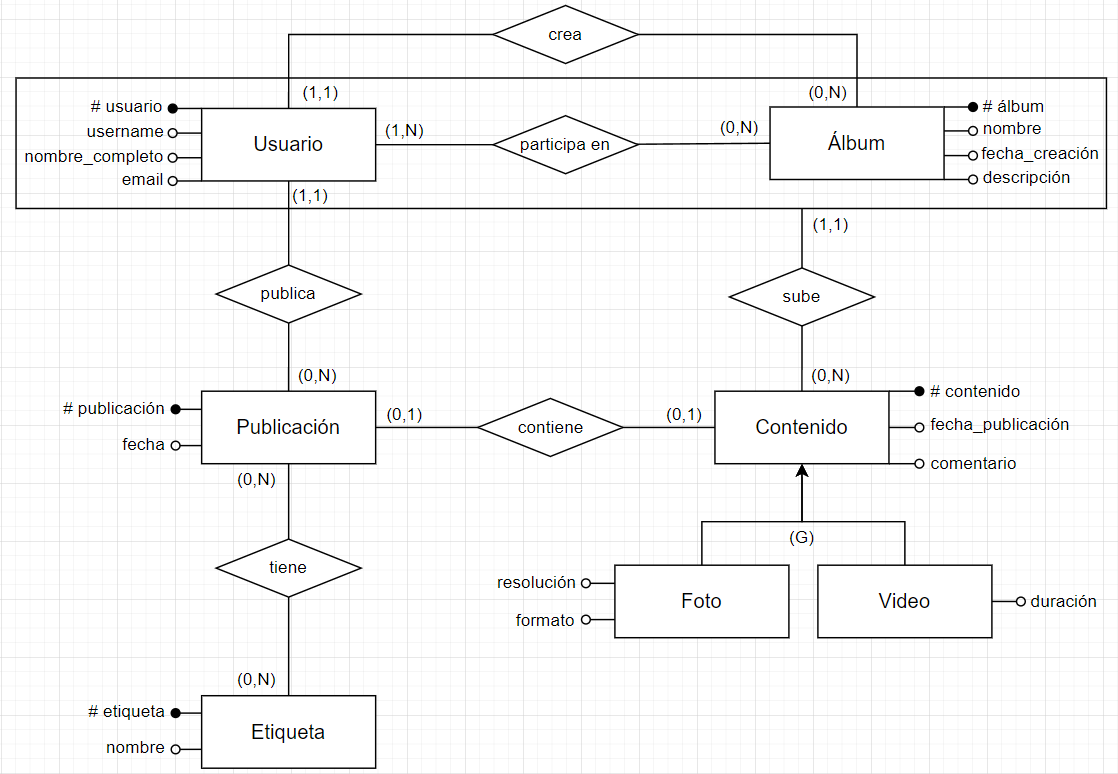 crea
(1,1)
(0,N)
# usuario
username
nombre_completo
email
Usuario
(1,N)
participa en
(0,N)
Álbum
# álbum
nombre
fecha_creación
descripción
(1,1)
(1,1)
publica
sube
(0,N)
(0,N)
# publicación
fecha
Publicación
(0,1)
contiene
(0,1)
Contenido
# contenido
fecha_publicación
comentario
(0,N)
(G)
tiene
resolución
formato
Foto
Video
duración
(0,N)
# etiqueta
nombre
Etiqueta